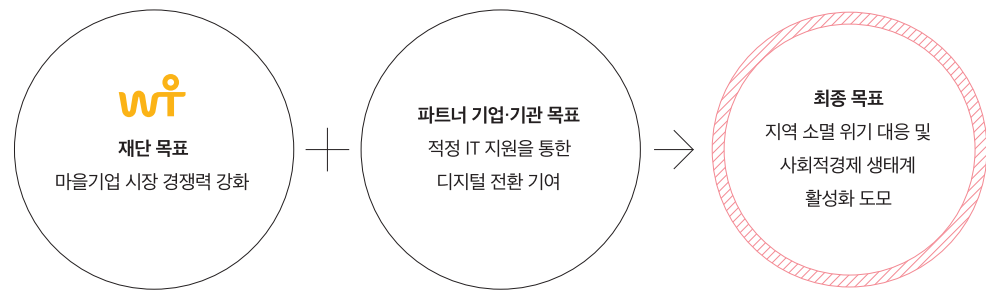 WT
재단 목표
마을기업 시장 경쟁력 강화
파트너 기업·기관 목표
적정 IT 지원을 통한
디지털 전환 기여
최종 목표
지역 소멸 위기 대응 및
사회적경제 생태계
활성화 도모